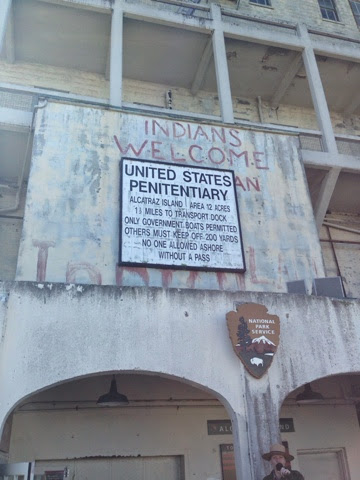 INDIANS
WELCOME
UNITED STATES
PENITENTIARY
ALCATRAZ ISLAND AREA 12 ACRES
1½ MILES TO TRANSPORT DOCK
ONLY GOVERNMENT BOATS PERMITTED
OTHERS MUST KEEP OFF 200 YARDS
NO ONE ALLOWED ASHORE
WITHOUT A PASS
NATIONAL
PARK
SERVICE